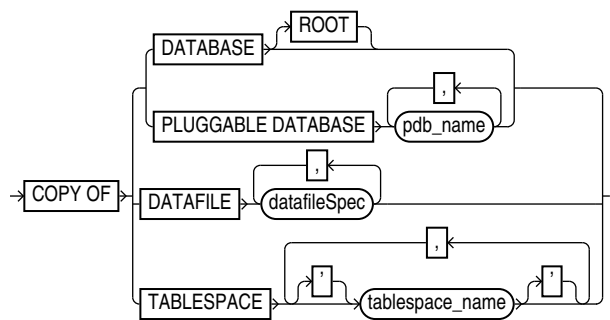 ROOT
DATABASE
,
PLUGGABLE DATABASE pdb_name
,
COPY OF DATAFILE datafileSpec
,
' '
TABLESPACE tablespace_name